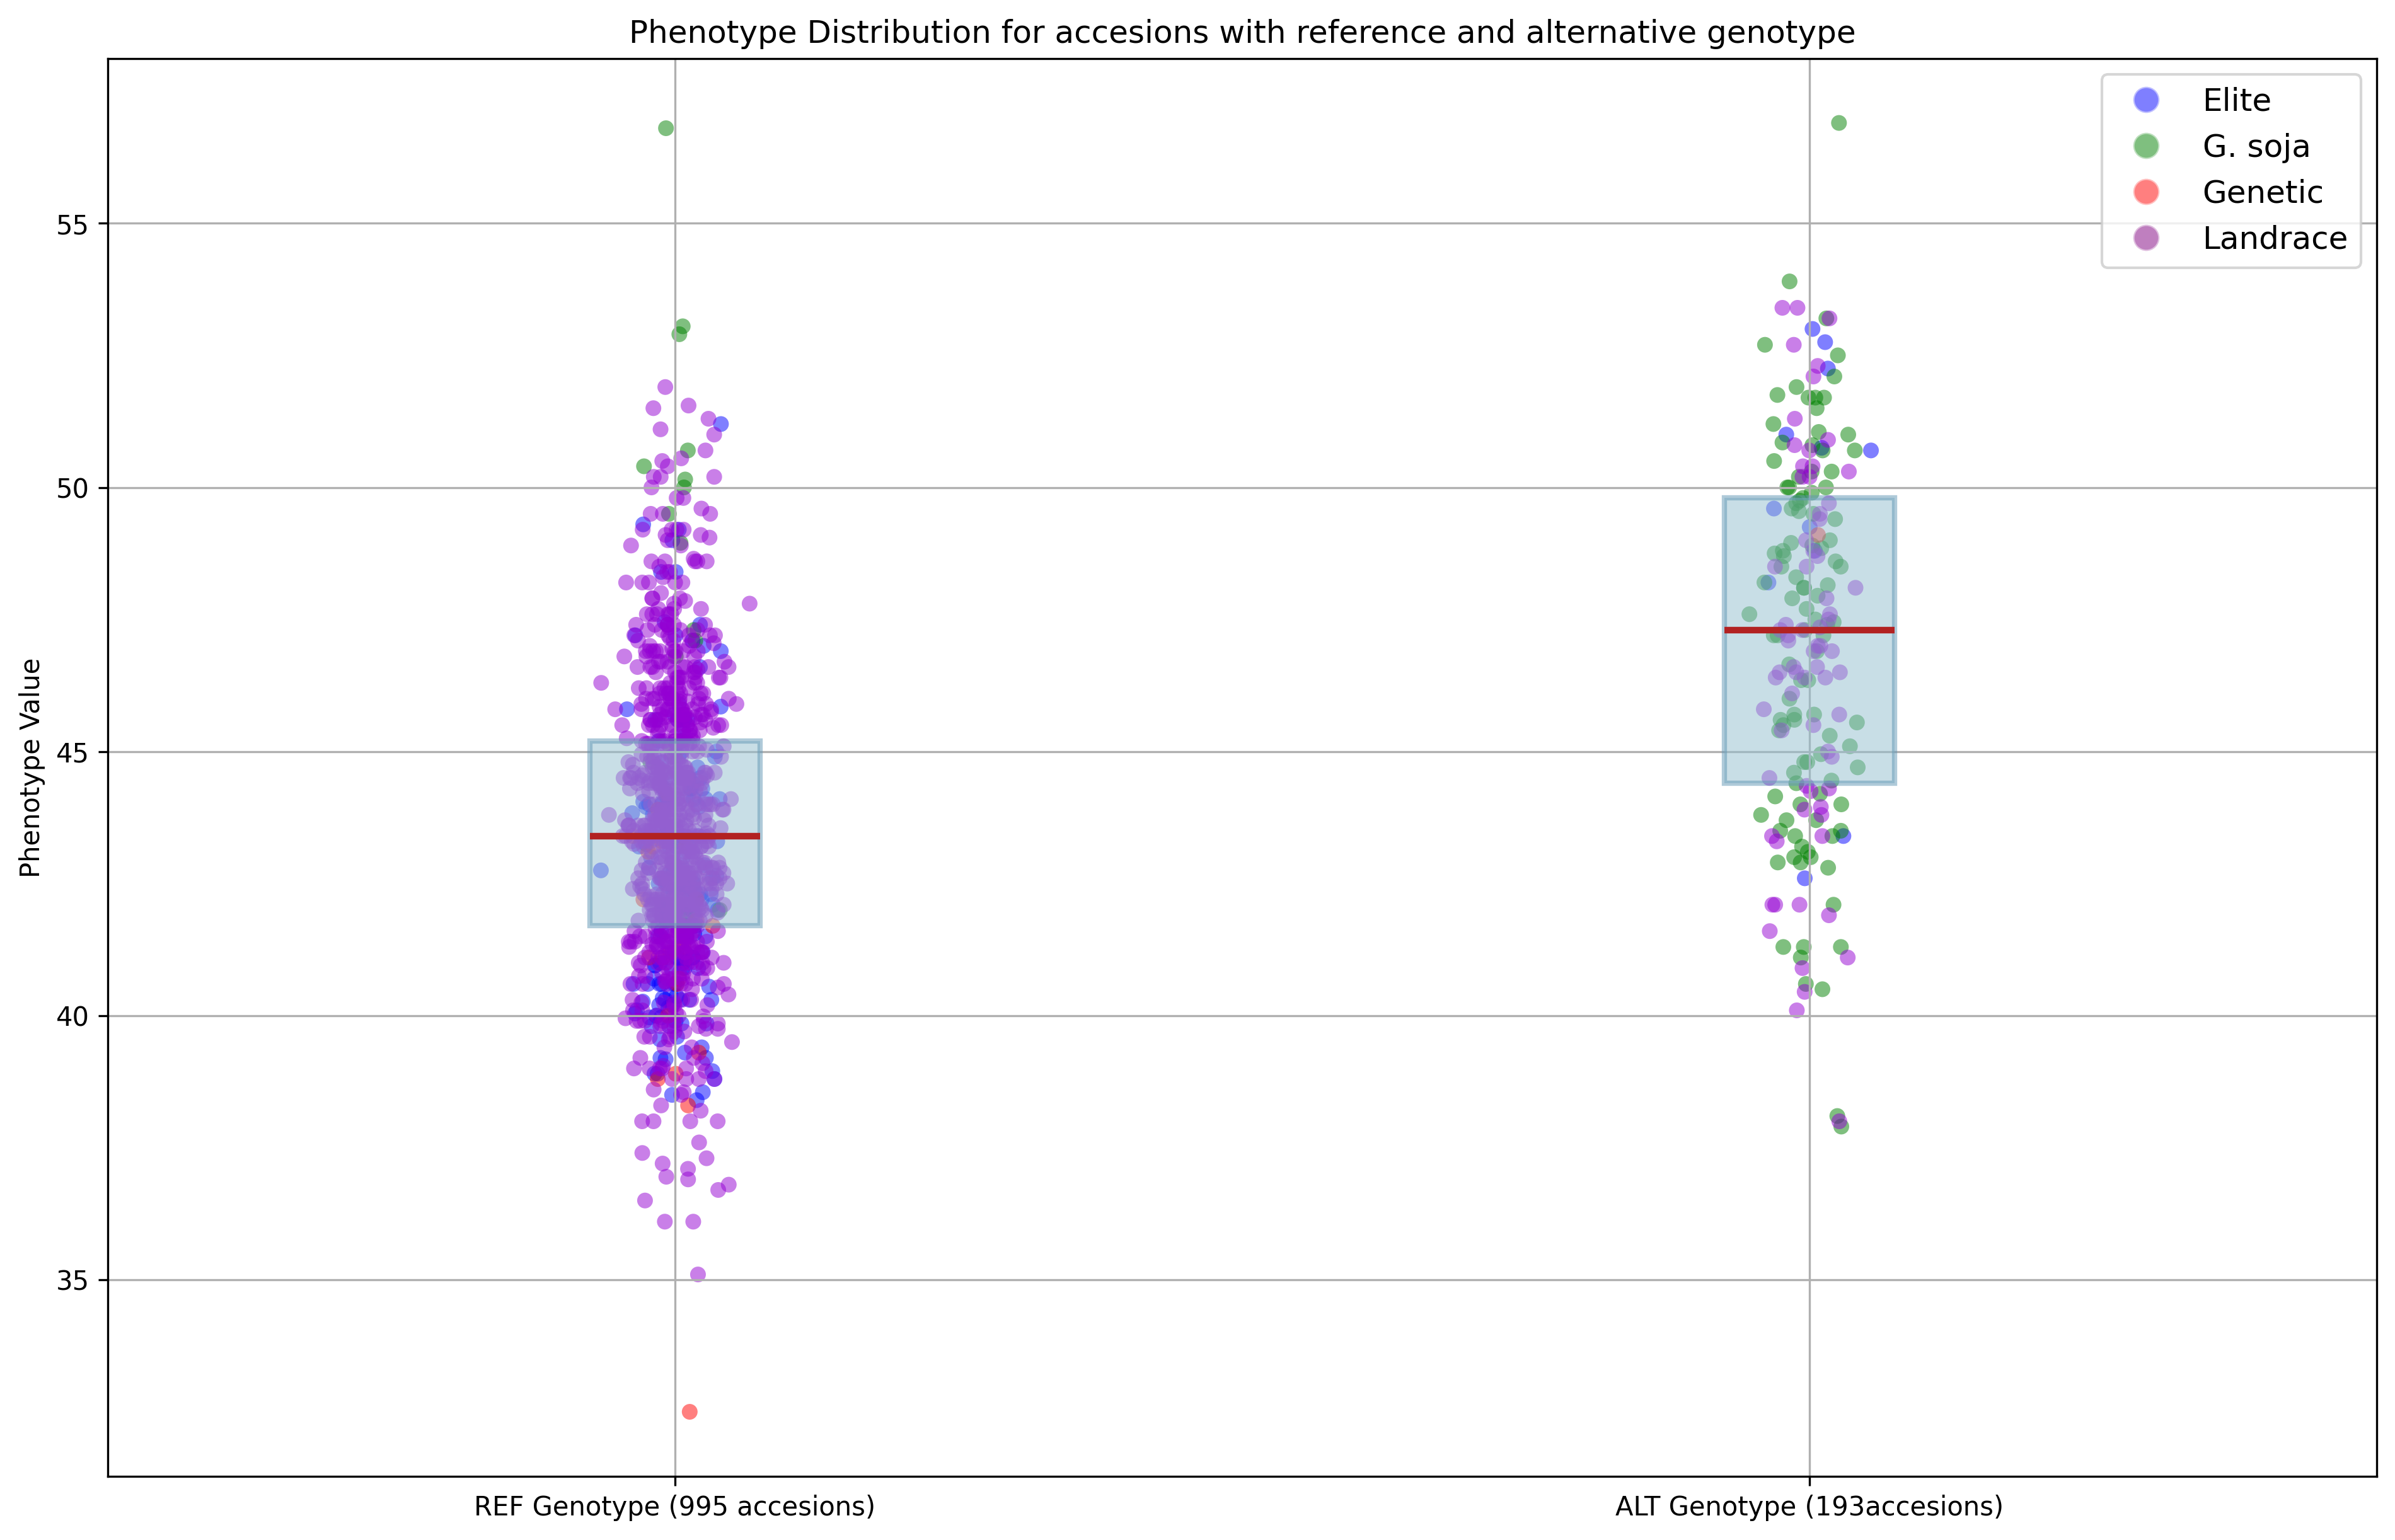 Phenotype Distribution for accesions with reference and alternative genotype
Elite
G. soja
Genetic
Landrace
Phenotype Value
55
50
45
40
35
REF Genotype (995 accesions)
ALT Genotype (193accesions)